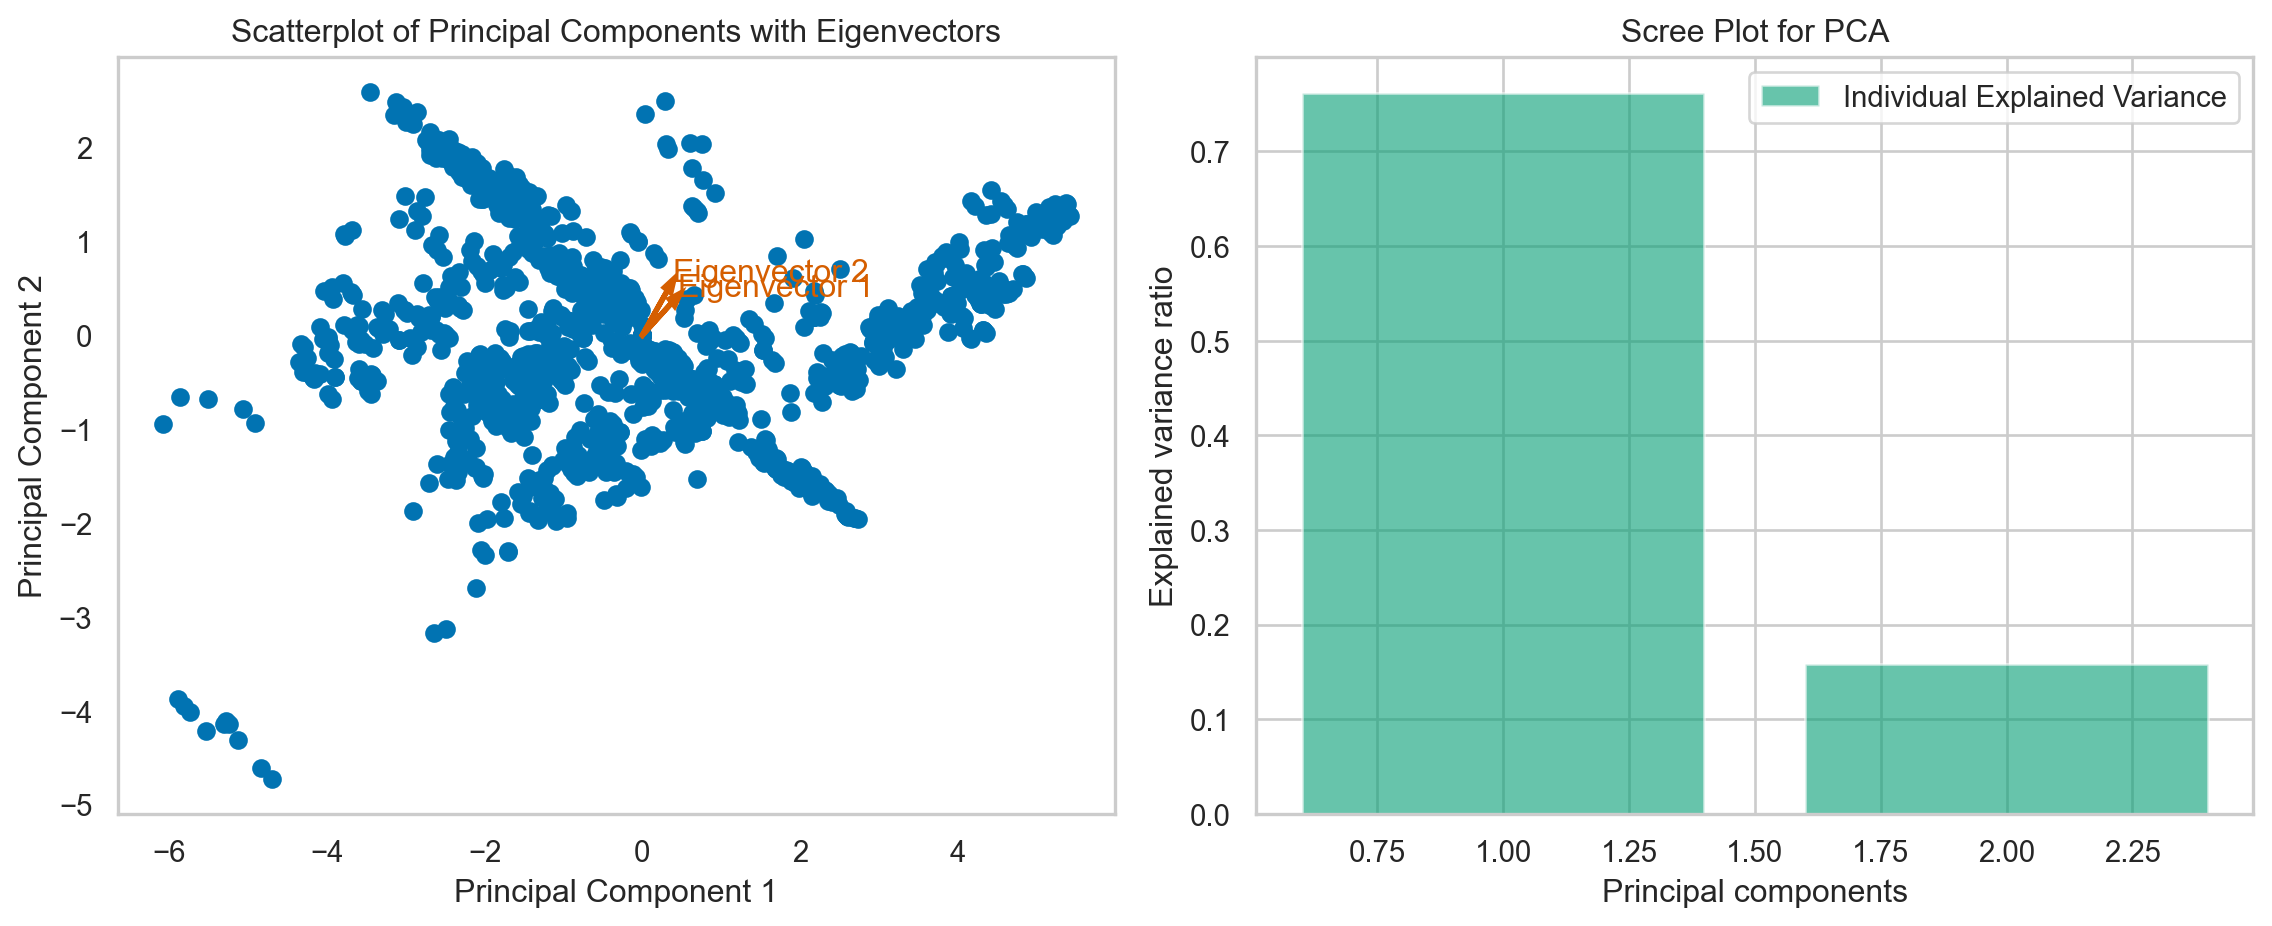 Scatterplot of Principal Components with Eigenvectors
Principal Component 2
2
1
0
−1
−2
−3
−4
−5
Eigenvector 2
Eigenvector 1
−6 −4 −2 0 2 4
Principal Component 1
Scree Plot for PCA
Individual Explained Variance
Explained variance ratio
0.7
0.6
0.5
0.4
0.3
0.2
0.1
0.0
0.75 1.00 1.25 1.50 1.75 2.00 2.25
Principal components